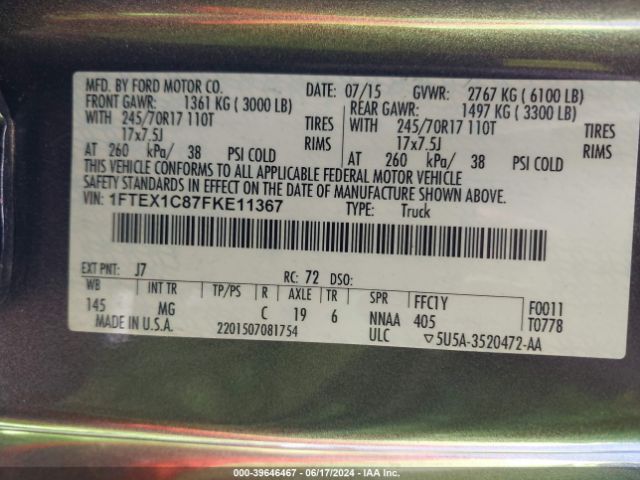 MFD. BY FORD MOTOR CO. DATE: 07/15 GVWR: 2767 KG ( 6100 LB)
FRONT GAWR: 1361 KG ( 3000 LB) REAR GAWR: 1497 KG ( 3300 LB)
WITH 245/70R17 110T TIRES WITH 245/70R17 110T TIRES
17x7.5J RIMS 17x7.5J RIMS
AT 260 kPa/ 38 PSI COLD AT 260 kPa/ 38 PSI COLD
THIS VEHICLE CONFORMS TO ALL APPLICABLE FEDERAL MOTOR VEHICLE
SAFETY STANDARDS IN EFFECT ON THE DATE OF MANUFACTURE SHOWN ABOVE.
VIN: 1FTEX1C87FKE11367 TYPE: Truck
EXT PNT: J7 RC: 72 DSO:
WB INT TR TP/PS R AXLE TR SPR FFC1Y F0011
145 MG C 19 6 NNAA 405 T0778
MADE IN U.S.A. 2201507081754 ULC ▽5U5A-3520472-AA
000-39646467 - 06/17/2024 - IAA Inc.